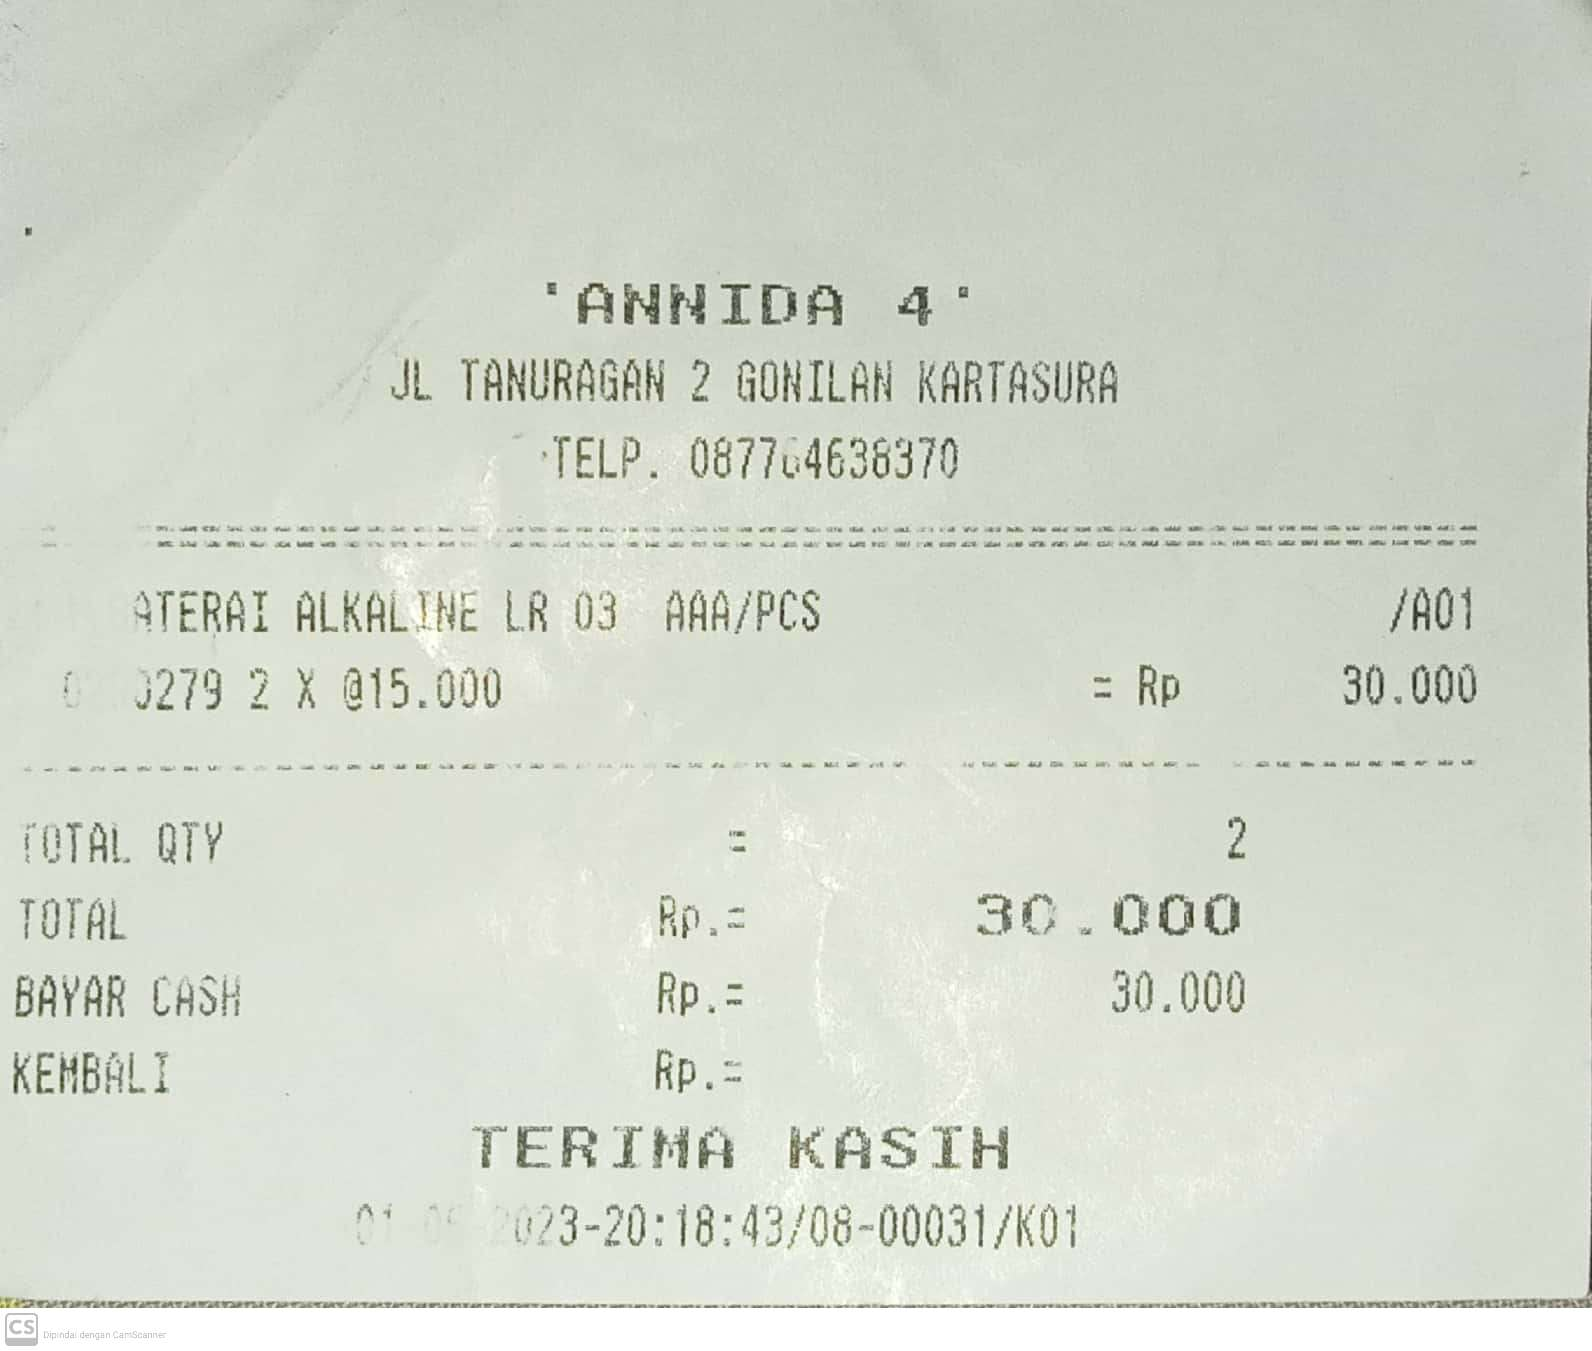 'ANNIDA 4'
JL TANURAGAN 2 GONILAN KARTASURA
TELP. 087764638370
ALKALINE LR 03 AAA/PCS /A01
2 X @15.000 = Rp 30.000
TOTAL QTY = 2
TOTAL Rp.= 30.000
BAYAR CASH Rp.= 30.000
KEMBALI Rp.=
TERIMA KASIH
2023-20:18:43/08-00031/K01
CS Dipindai dengan CamScanner